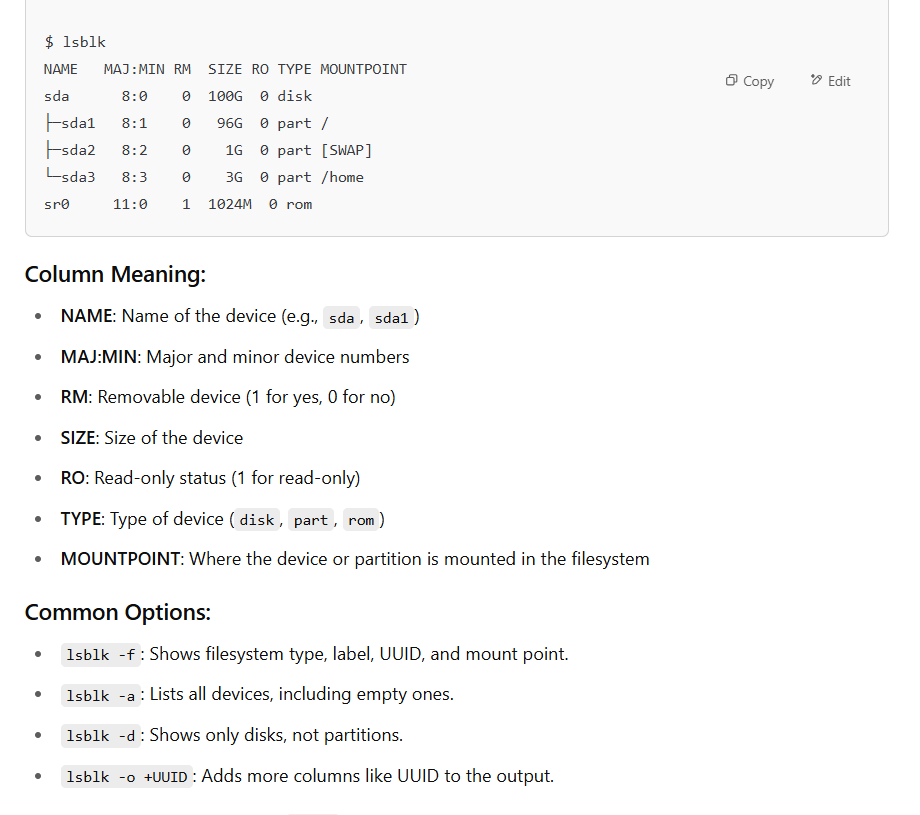 $ lsblk
NAME   MAJ:MIN RM  SIZE RO TYPE MOUNTPOINT
Copy Edit
sda      8:0    0  100G  0 disk
├─sda1   8:1    0   96G  0 part /
├─sda2   8:2    0    1G  0 part [SWAP]
└─sda3   8:3    0    3G  0 part /home
sr0     11:0    1  1024M  0 rom
Column Meaning:
• NAME: Name of the device (e.g., sda, sda1)
• MAJ:MIN: Major and minor device numbers
• RM: Removable device (1 for yes, 0 for no)
• SIZE: Size of the device
• RO: Read-only status (1 for read-only)
• TYPE: Type of device (disk, part, rom)
• MOUNTPOINT: Where the device or partition is mounted in the filesystem
Common Options:
• lsblk -f: Shows filesystem type, label, UUID, and mount point.
• lsblk -a: Lists all devices, including empty ones.
• lsblk -d: Shows only disks, not partitions.
• lsblk -o +UUID: Adds more columns like UUID to the output.